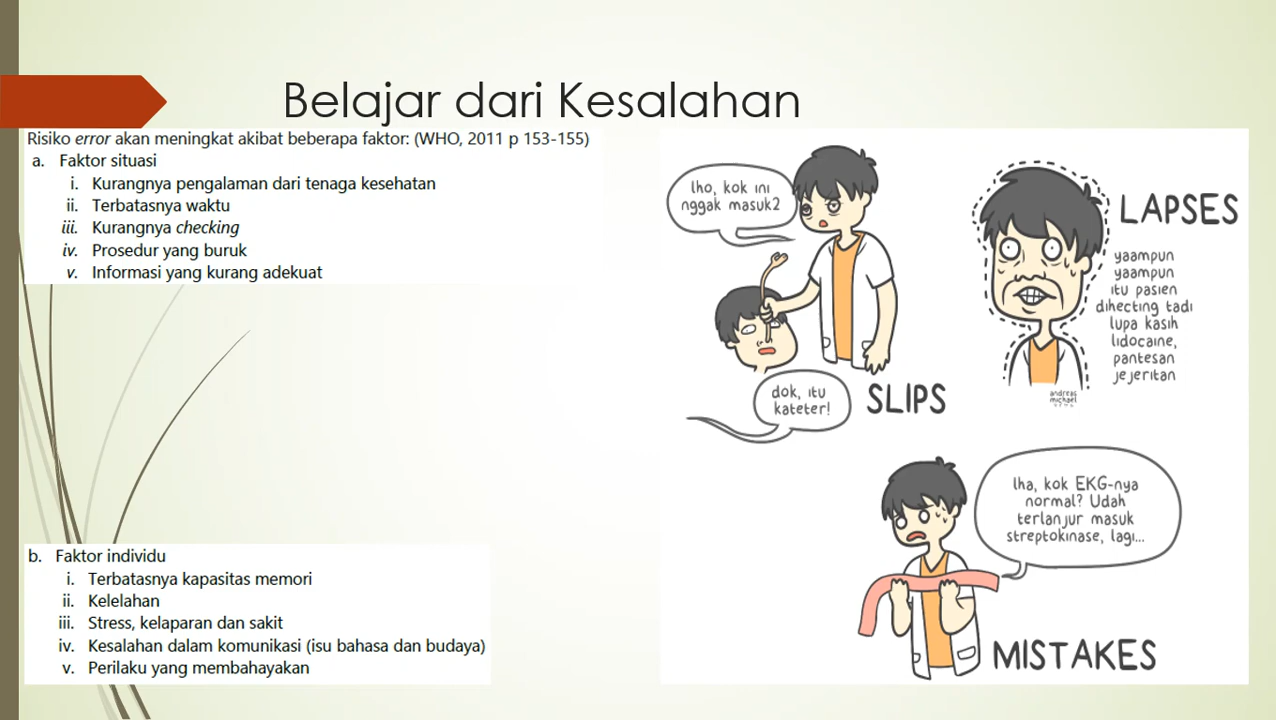 Belajar dari Kesalahan
Risiko error akan meningkat akibat beberapa faktor: (WHO, 2011 p 153-155)
a. Faktor situasi
i. Kurangnya pengalaman dari tenaga kesehatan
ii. Terbatasnya waktu
iii. Kurangnya checking
iv. Prosedur yang buruk
v. Informasi yang kurang adekuat
b. Faktor individu
i. Terbatasnya kapasitas memori
ii. Kelelahan
iii. Stress, kelaparan dan sakit
iv. Kesalahan dalam komunikasi (isu bahasa dan budaya)
v. Perilaku yang membahayakan
lho, kok ini
nggak masuk2
dok, itu
kateter!
SLIPS
LAPSES
yaampun
yaampun
itu pasien
dihecting tadi
lupa kasih
lidocaine,
pantesan
jejeritan
andreas
michael
lha, kok EKG-nya
normal? Udah
terlanjur masuk
streptokinase, lagi...
MISTAKES